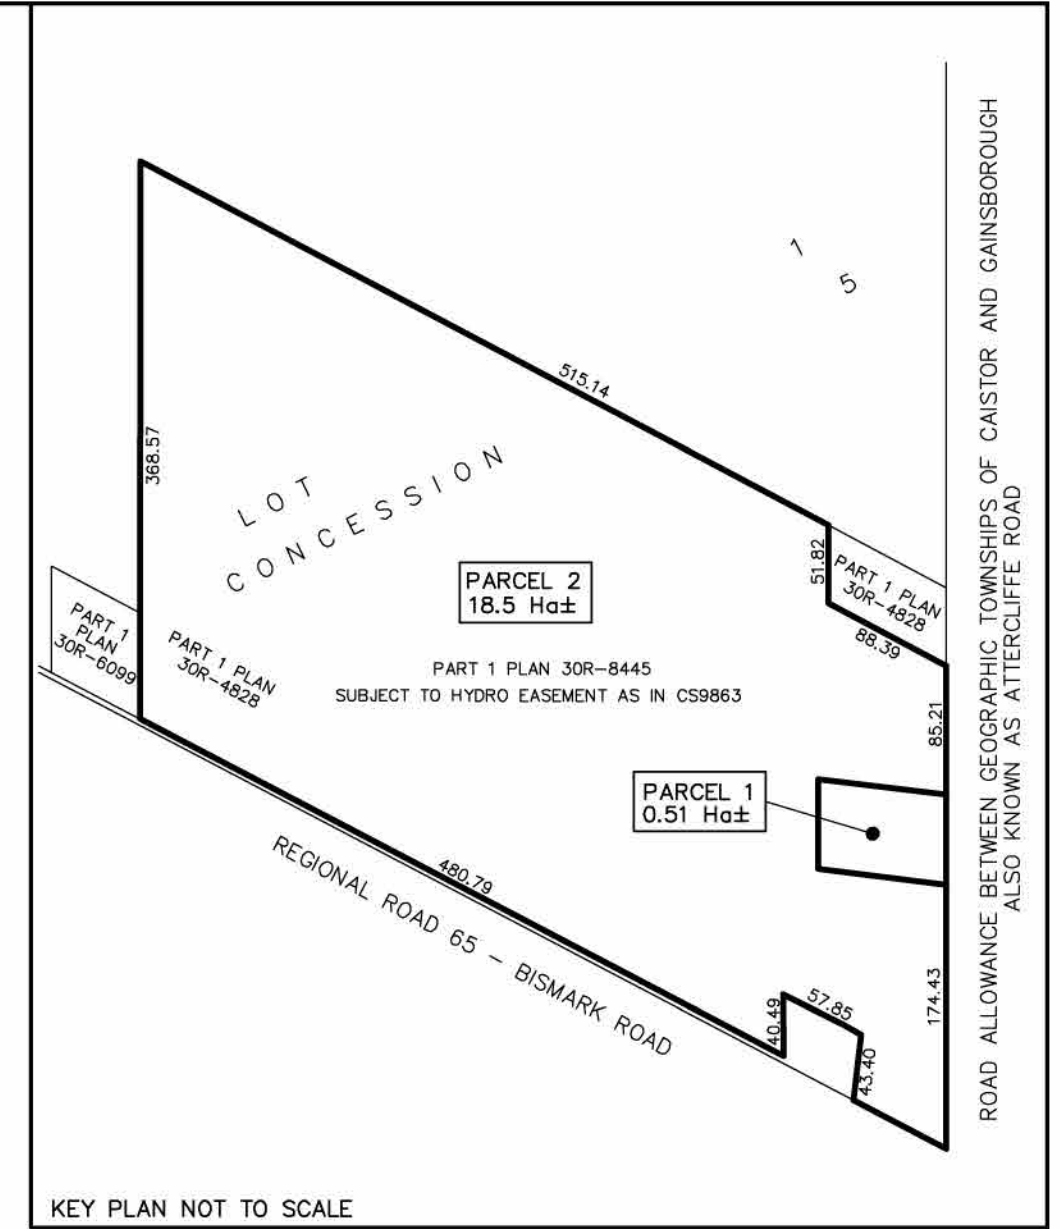 1
5
515.14
368.57
LOT
CONCESSION
51.82
PART 1 PLAN
30R-4828
88.39
PARCEL 2
18.5 Ha±
PART 1
PLAN
30R-6099
PART 1 PLAN
30R-4828
PART 1 PLAN 30R-8445
SUBJECT TO HYDRO EASEMENT AS IN CS9863
85.21
PARCEL 1
0.51 Ha±
480.79
REGIONAL ROAD 65 - BISMARK ROAD
40.49
57.85
43.40
174.43
ROAD ALLOWANCE BETWEEN GEOGRAPHIC TOWNSHIPS OF CAISTOR AND GAINSBOROUGH
ALSO KNOWN AS ATTERCLIFFE ROAD
KEY PLAN NOT TO SCALE